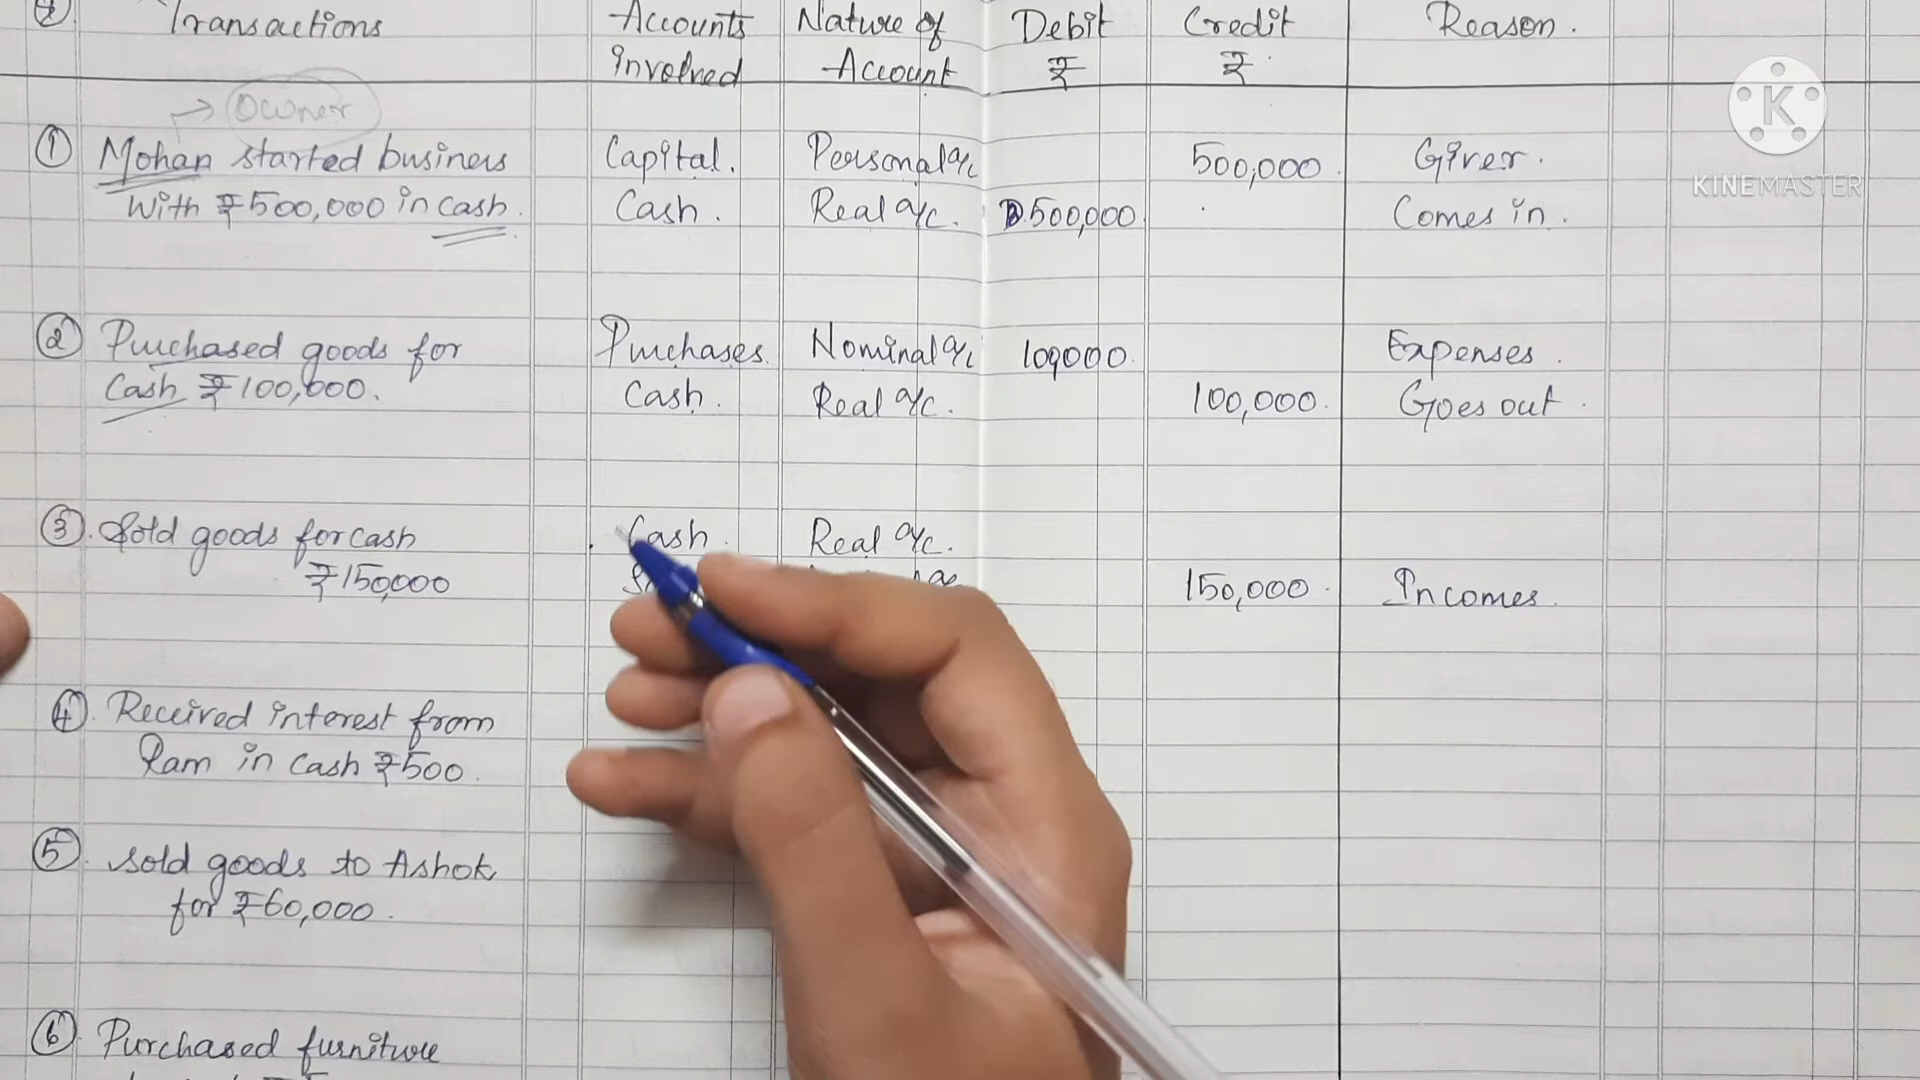 Transactions Accounts Nature of Debit Credit Reason.
involved Account ₹ ₹
→ Owner
① Mohan started business Capital. Personal a/c 500,000 Giver.
With ₹500,000 in cash. Cash. Real a/c. 500,000 Comes in.
② Purchased goods for Purchases. Nominal a/c 100000. Expenses.
Cash ₹100,000. Cash. Real a/c. 100,000. Goes out.
③. Sold goods for cash Cash. Real a/c.
₹150,000 150,000. Incomes.
④. Received interest from
Ram in cash ₹500.
⑤. sold goods to Ashok
for ₹60,000.
⑥ Purchased furniture
KINEMASTER